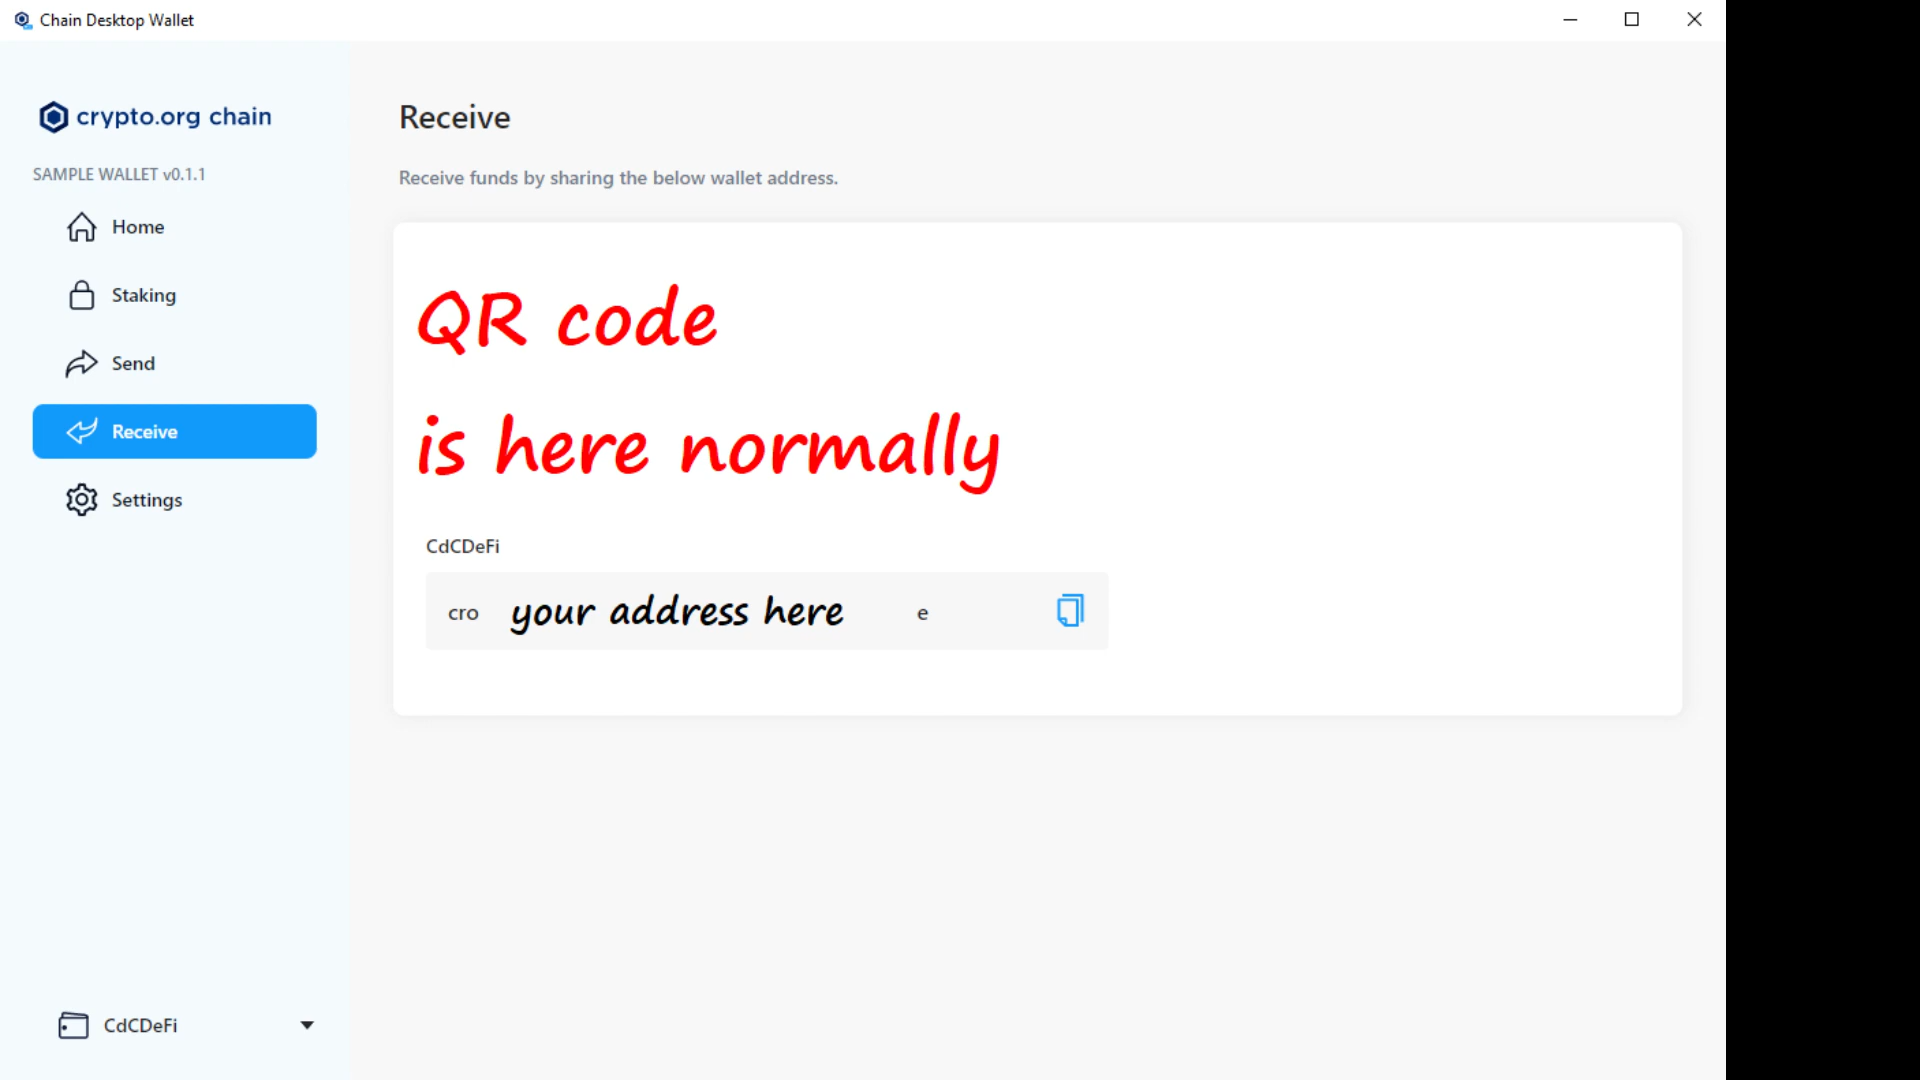 Chain Desktop Wallet
crypto.org chain
SAMPLE WALLET v0.1.1
Home
Staking
Send
Receive
Settings
CdCDeFi
Receive
Receive funds by sharing the below wallet address.
QR code
is here normally
CdCDeFi
cro your address here e